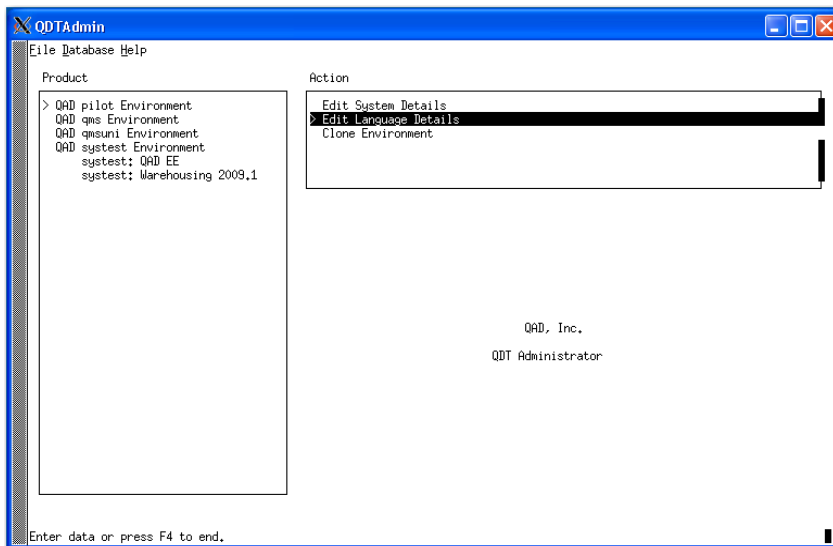 QDTAdmin
File Database Help
Product
> QAD pilot Environment
QAD qms Environment
QAD qmsuni Environment
QAD systest Environment
systest: QAD EE
systest: Warehousing 2009.1
Action
Edit System Details
> Edit Language Details
Clone Environment
QAD, Inc.
QDT Administrator
Enter data or press F4 to end.